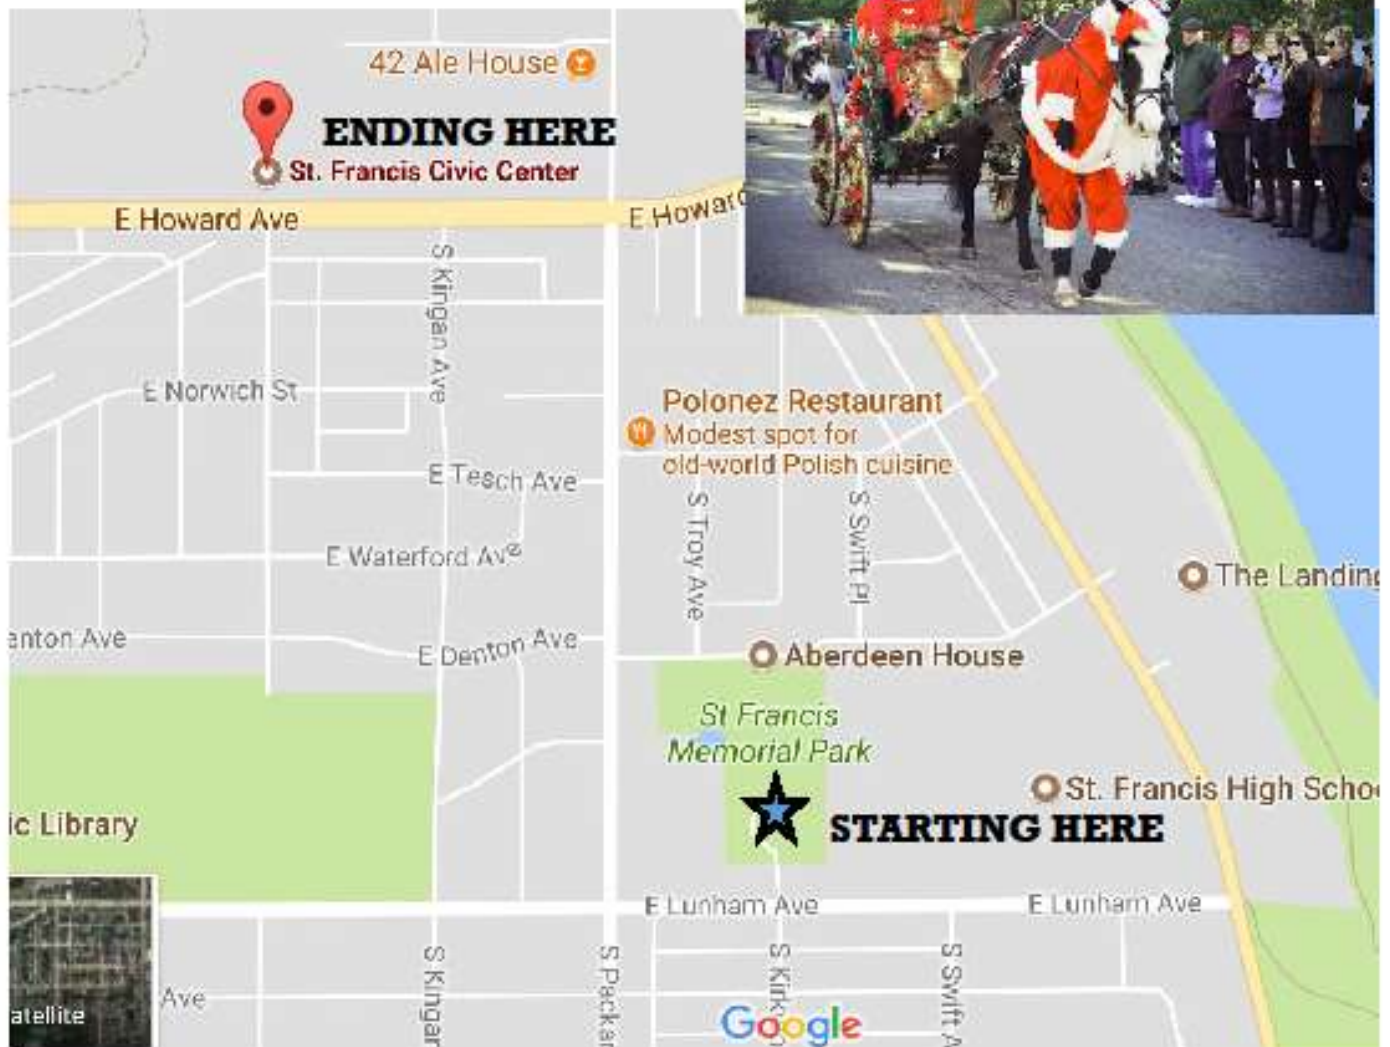 42 Ale House
ENDING HERE
St. Francis Civic Center
E Howard Ave
E Howard
S Kingan Ave
E Norwich St
Polonez Restaurant
Modest spot for
old-world Polish cuisine
E Tesch Ave
S Troy Ave
S Swift Pl
E Waterford Ave
The Landing
enton Ave
E Denton Ave
Aberdeen House
St Francis
Memorial Park
St. Francis High Schoo
ic Library
STARTING HERE
E Lunham Ave
E Lunham Ave
S Kingan
S Packar
S Kirk
S Swift A
Ave
atellite
Google